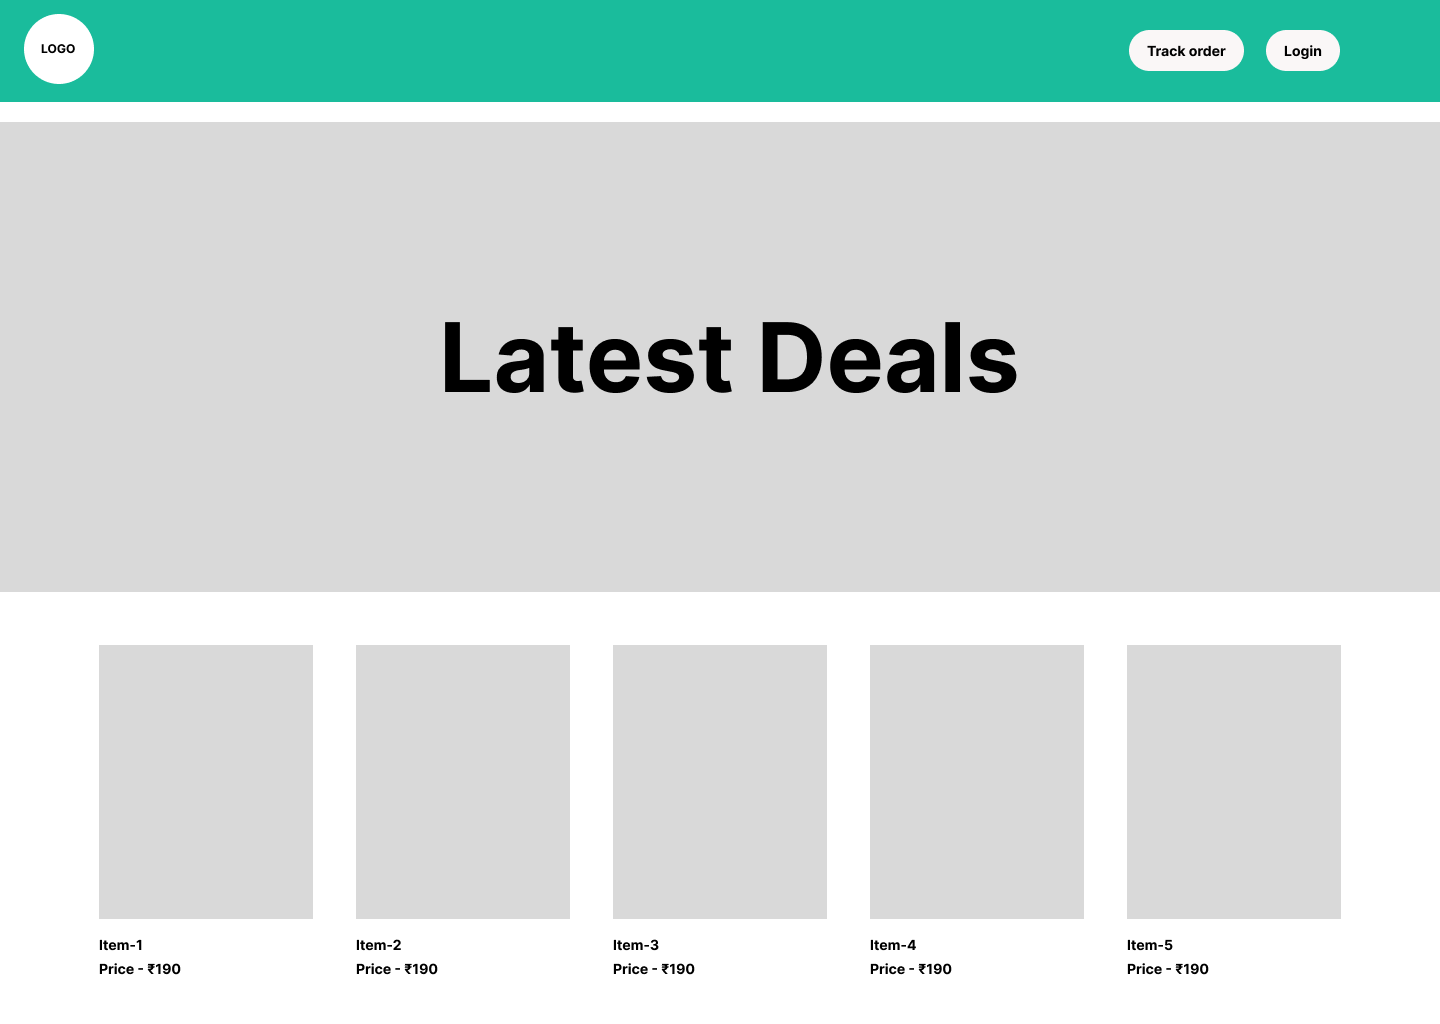 LOGO
Track order
Login
Latest Deals
Item-1
Price - ₹190
Item-2
Price - ₹190
Item-3
Price - ₹190
Item-4
Price - ₹190
Item-5
Price - ₹190